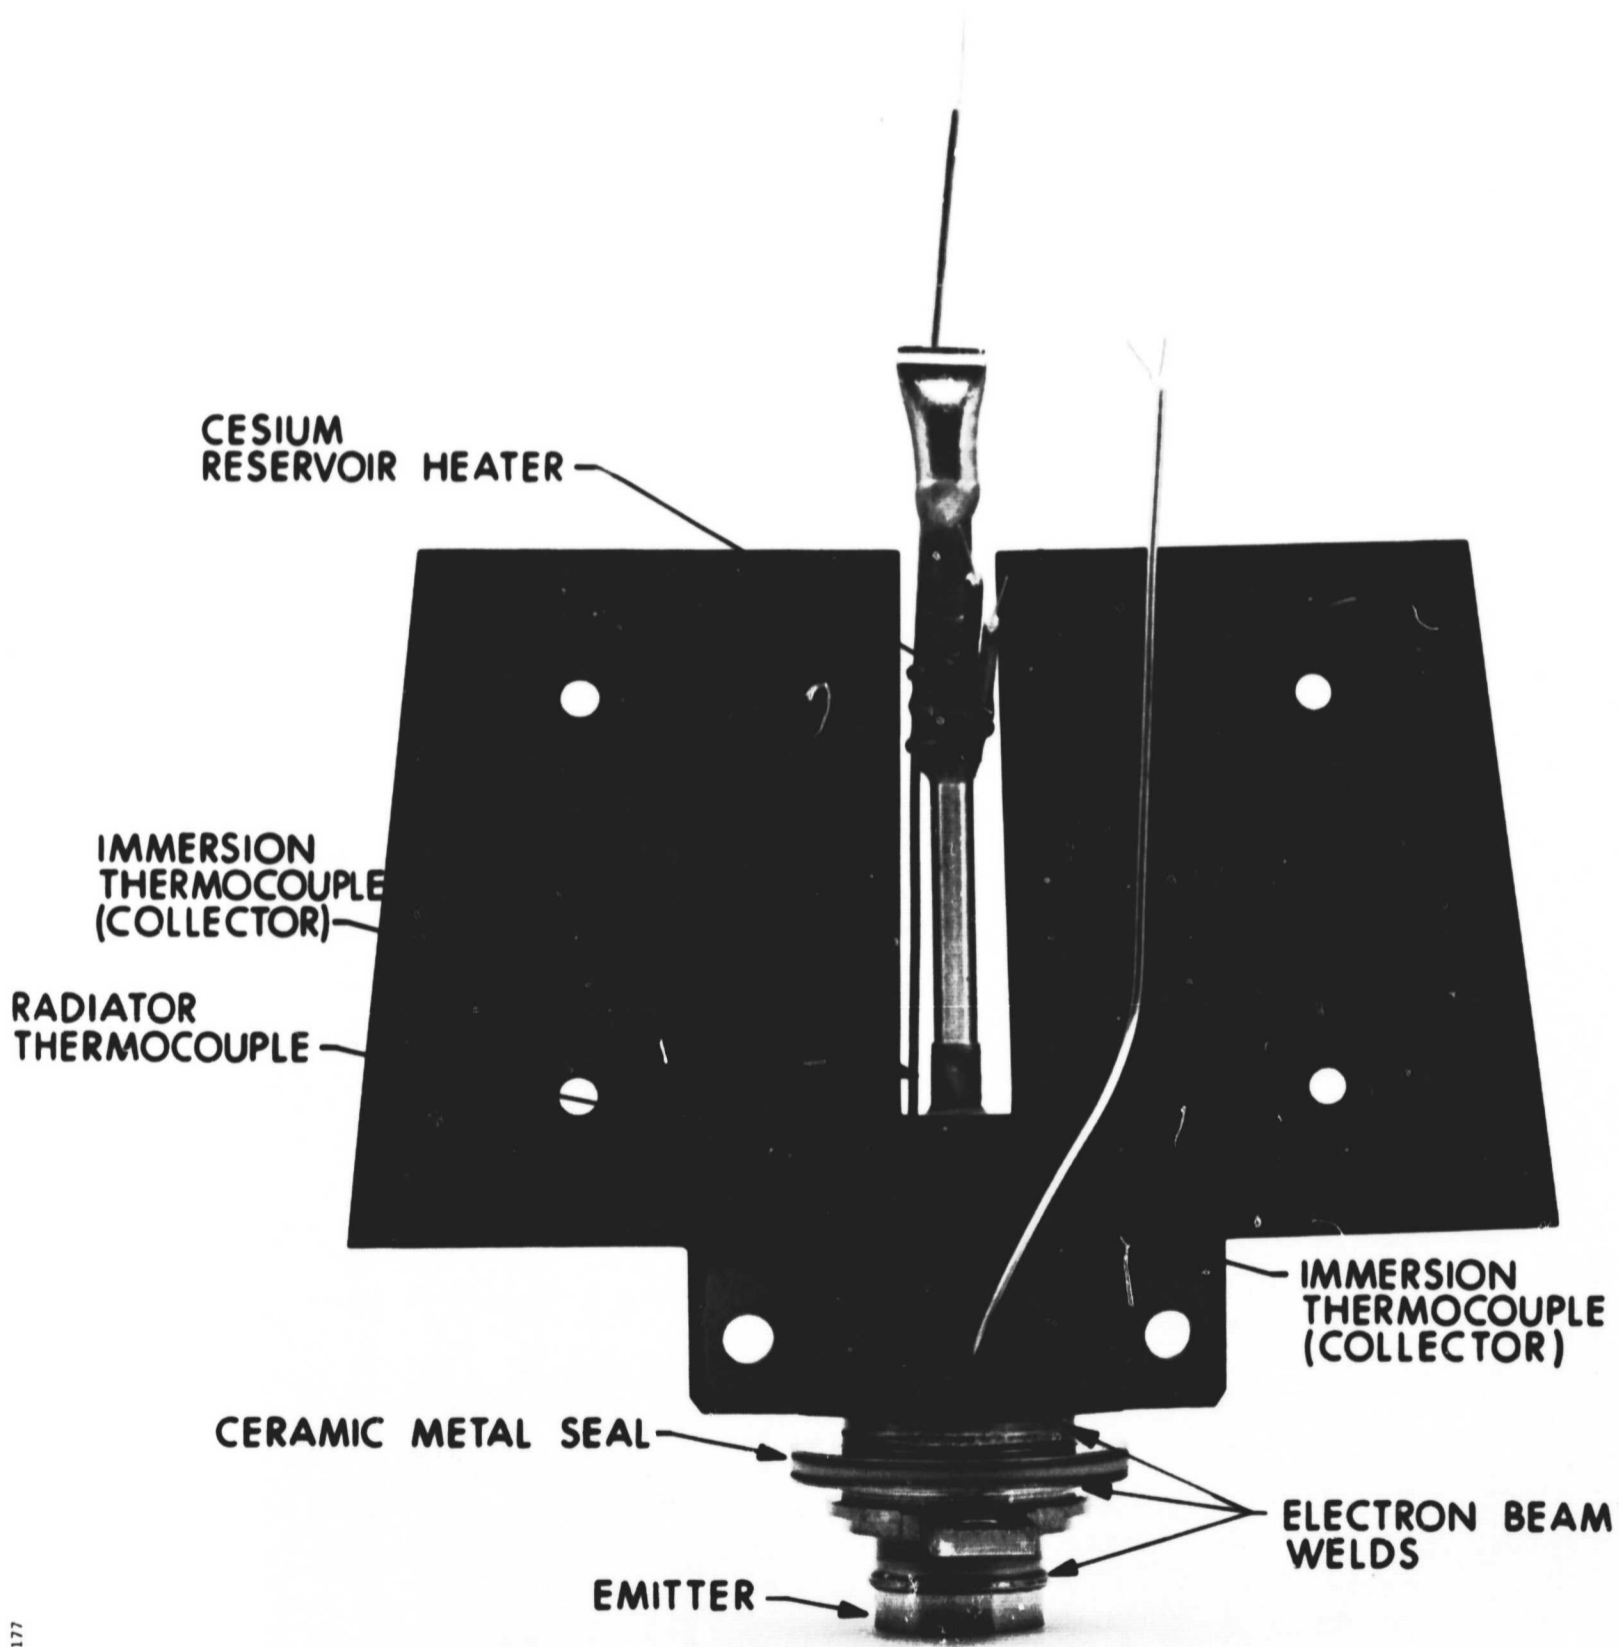 CESIUM
RESERVOIR HEATER
IMMERSION
THERMOCOUPLE
(COLLECTOR)
RADIATOR
THERMOCOUPLE
IMMERSION
THERMOCOUPLE
(COLLECTOR)
CERAMIC METAL SEAL
ELECTRON BEAM
WELDS
EMITTER
177